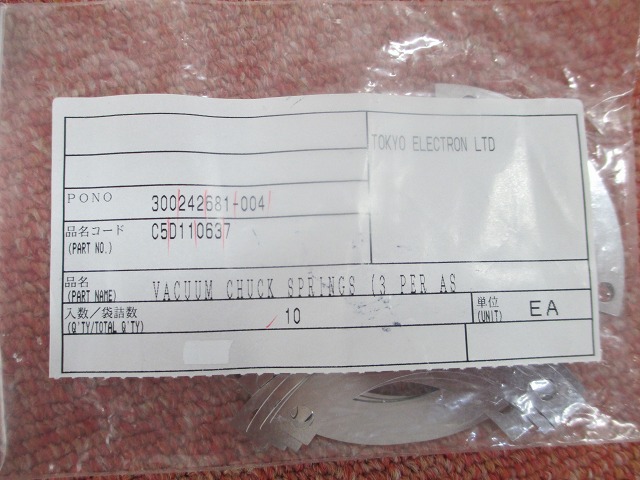 TOKYO ELECTRON LTD
PONO 300242681-004
品名コード C5D110637
(PART NO.)
品名
(PART NAME) VACUUM CHUCK SPRINGS (3 PER AS
入数/袋詰数 10 単位 EA
(Q'TY/TOTAL Q'TY) (UNIT)